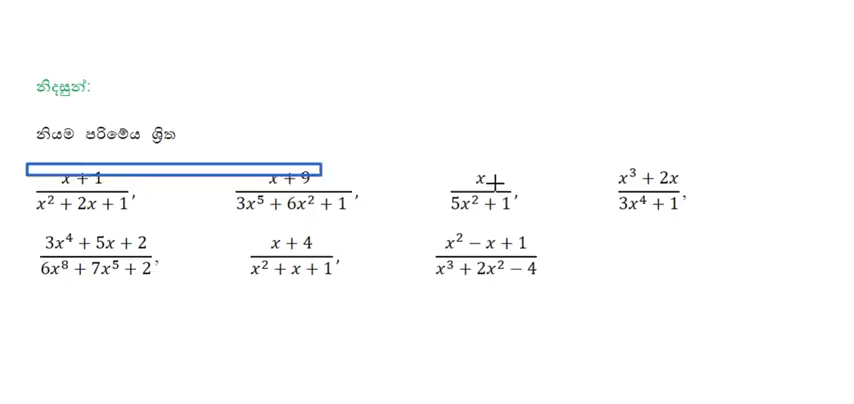 නිදසුන්:
නියම පරිමේය ශ්‍රිත
(x + 1)/(x² + 2x + 1), (x + 9)/(3x⁵ + 6x² + 1), x/(5x² + 1), (x³ + 2x)/(3x⁴ + 1),
(3x⁴ + 5x + 2)/(6x⁸ + 7x⁵ + 2), (x + 4)/(x² + x + 1), (x² − x + 1)/(x³ + 2x² − 4)